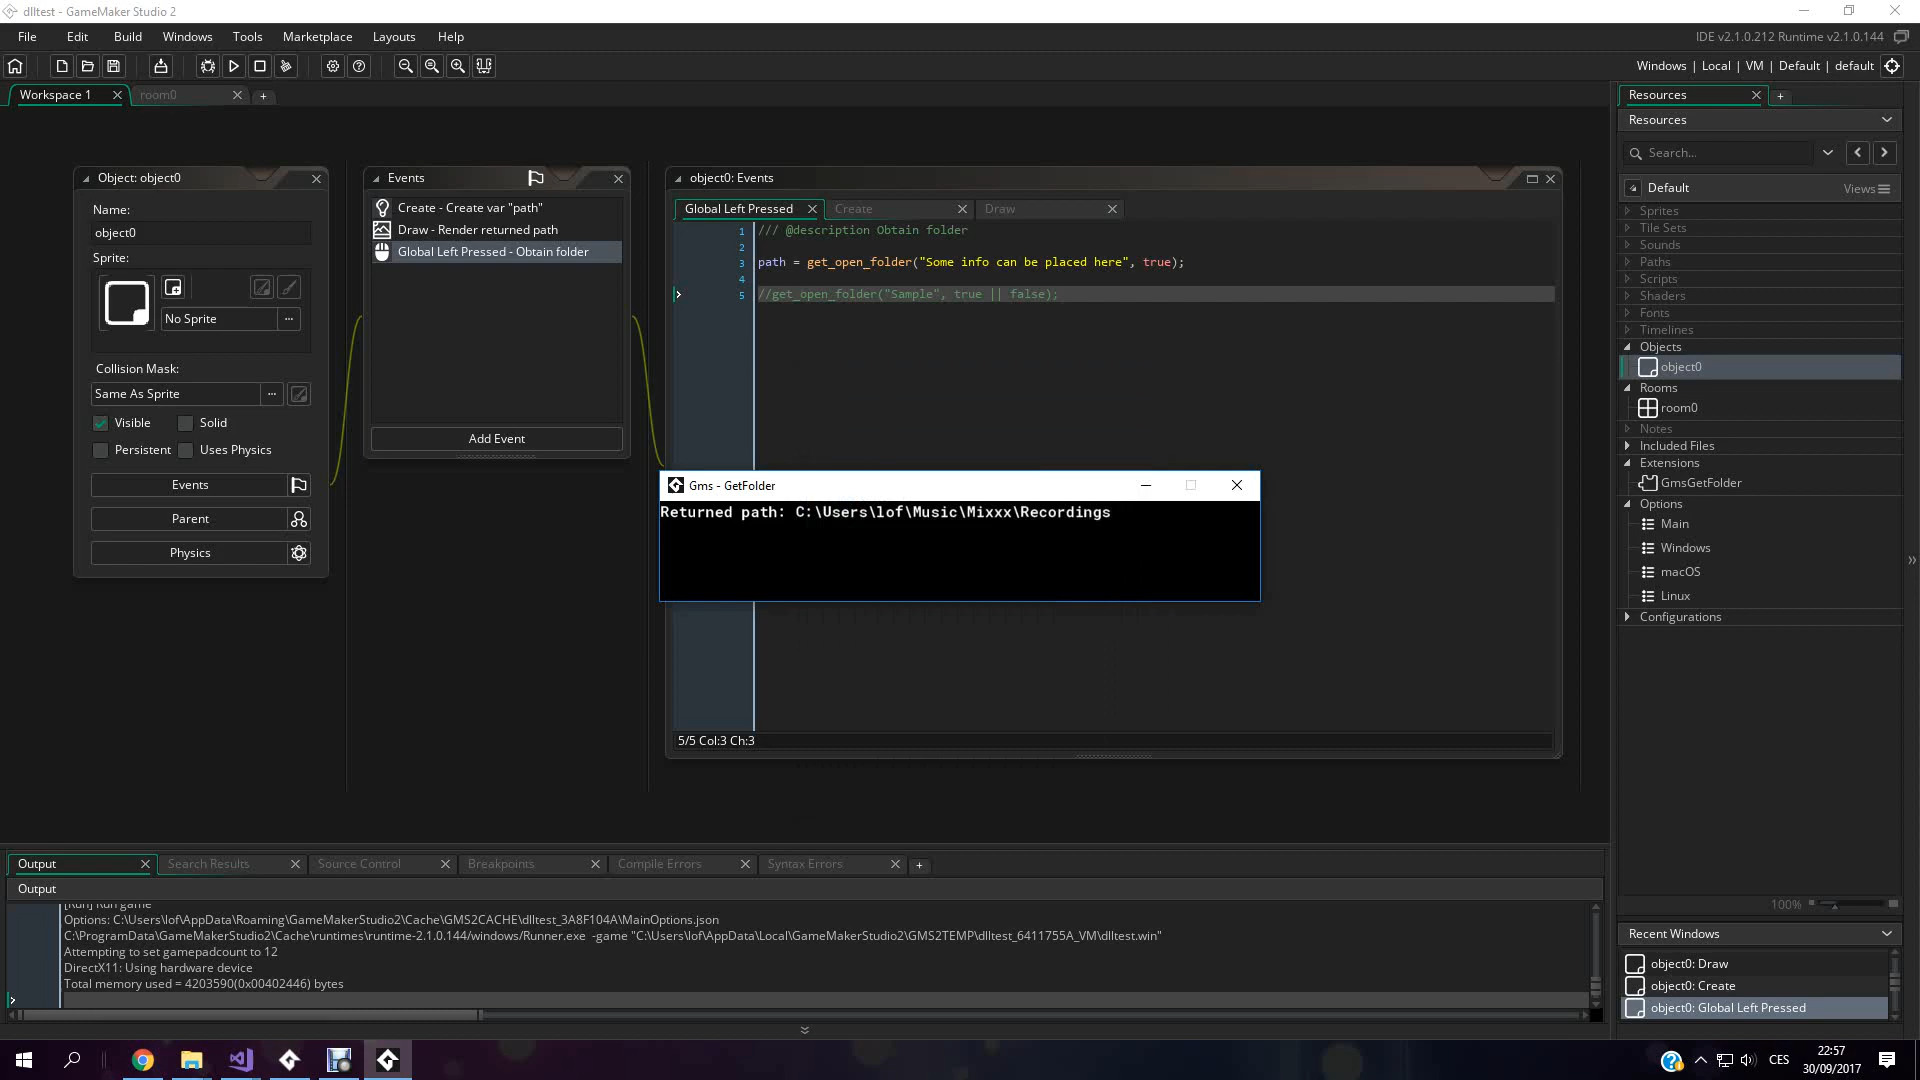 dlltest - GameMaker Studio 2
File Edit Build Windows Tools Marketplace Layouts Help
IDE v2.1.0.212 Runtime v2.1.0.144
Windows | Local | VM | Default | default
Workspace 1
room0
Resources
Resources
Search...
Default
Views
Sprites
Tile Sets
Sounds
Paths
Scripts
Shaders
Fonts
Timelines
Objects
object0
Rooms
room0
Notes
Included Files
Extensions
GmsGetFolder
Options
Main
Windows
macOS
Linux
Configurations
100%
Recent Windows
object0: Draw
object0: Create
object0: Global Left Pressed
Object: object0
Name:
object0
Sprite:
No Sprite
Collision Mask:
Same As Sprite
Visible
Solid
Persistent
Uses Physics
Events
Parent
Physics
Events
Create - Create var "path"
Draw - Render returned path
Global Left Pressed - Obtain folder
Add Event
object0: Events
Global Left Pressed
Create
Draw
1 /// @description Obtain folder
2
3 path = get_open_folder("Some info can be placed here", true);
4
5 //get_open_folder("Sample", true || false);
5/5 Col:3 Ch:3
Gms - GetFolder
Returned path: C:\Users\lof\Music\Mixxx\Recordings
Output
Search Results
Source Control
Breakpoints
Compile Errors
Syntax Errors
Output
[Run] Run game
Options: C:\Users\lof\AppData\Roaming\GameMakerStudio2\Cache\GMS2CACHE\dlltest_3A8F104A\MainOptions.json
C:\ProgramData\GameMakerStudio2\Cache\runtimes\runtime-2.1.0.144/windows/Runner.exe -game "C:\Users\lof\AppData\Local\GameMakerStudio2\GMS2TEMP\dlltest_6411755A_VM\dlltest.win"
Attempting to set gamepadcount to 12
DirectX11: Using hardware device
Total memory used = 4203590(0x00402446) bytes
CES
22:57
30/09/2017